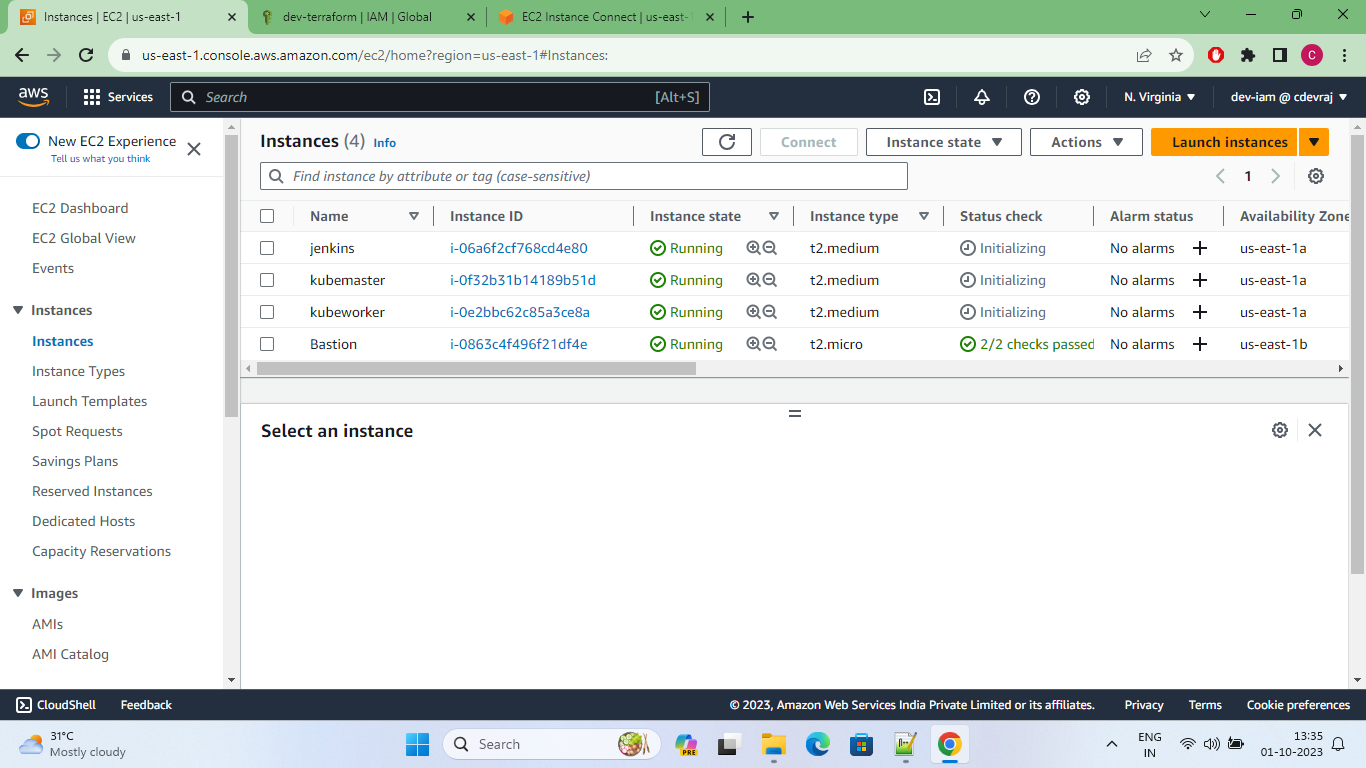 Instances | EC2 | us-east-1
dev-terraform | IAM | Global
EC2 Instance Connect | us-east-1
us-east-1.console.aws.amazon.com/ec2/home?region=us-east-1#Instances:
C
aws
Services
Search
[Alt+S]
N. Virginia
dev-iam @ cdevraj
New EC2 Experience
Tell us what you think
EC2 Dashboard
EC2 Global View
Events
Instances
Instances
Instance Types
Launch Templates
Spot Requests
Savings Plans
Reserved Instances
Dedicated Hosts
Capacity Reservations
Images
AMIs
AMI Catalog
Instances (4) Info
Connect
Instance state
Actions
Launch instances
Find instance by attribute or tag (case-sensitive)
1
Name Instance ID Instance state Instance type Status check Alarm status Availability Zone
jenkins i-06a6f2cf768cd4e80 Running t2.medium Initializing No alarms us-east-1a
kubemaster i-0f32b31b14189b51d Running t2.medium Initializing No alarms us-east-1a
kubeworker i-0e2bbc62c85a3ce8a Running t2.medium Initializing No alarms us-east-1a
Bastion i-0863c4f496f21df4e Running t2.micro 2/2 checks passed No alarms us-east-1b
Select an instance
CloudShell Feedback © 2023, Amazon Web Services India Private Limited or its affiliates. Privacy Terms Cookie preferences
31°C
Mostly cloudy
Search
PRE
ENG
IN
13:35
01-10-2023